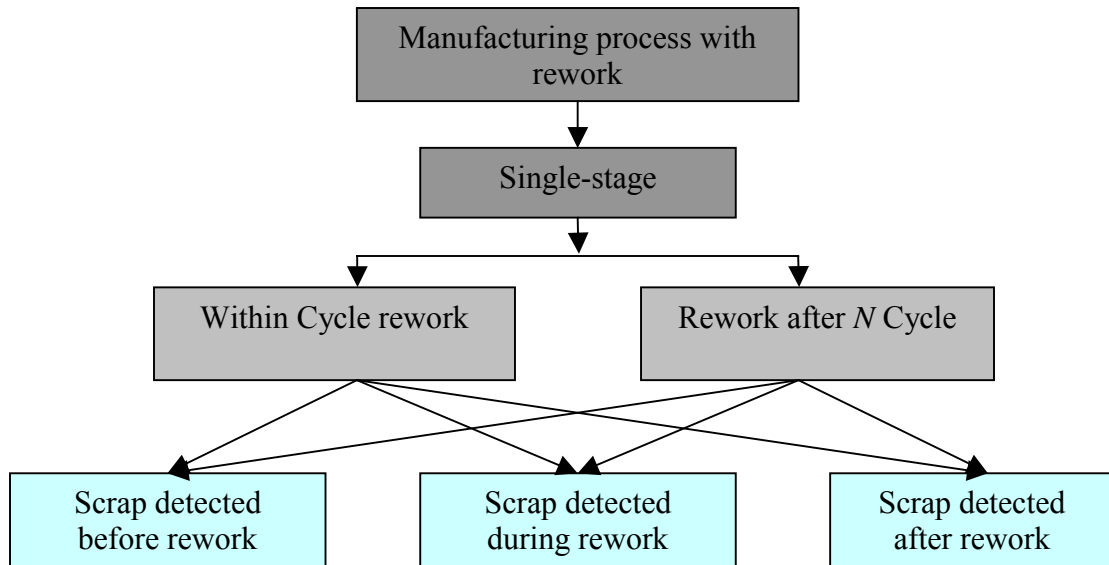 Manufacturing process with
rework
Single-stage
Within Cycle rework
Rework after N Cycle
Scrap detected
before rework
Scrap detected
during rework
Scrap detected
after rework